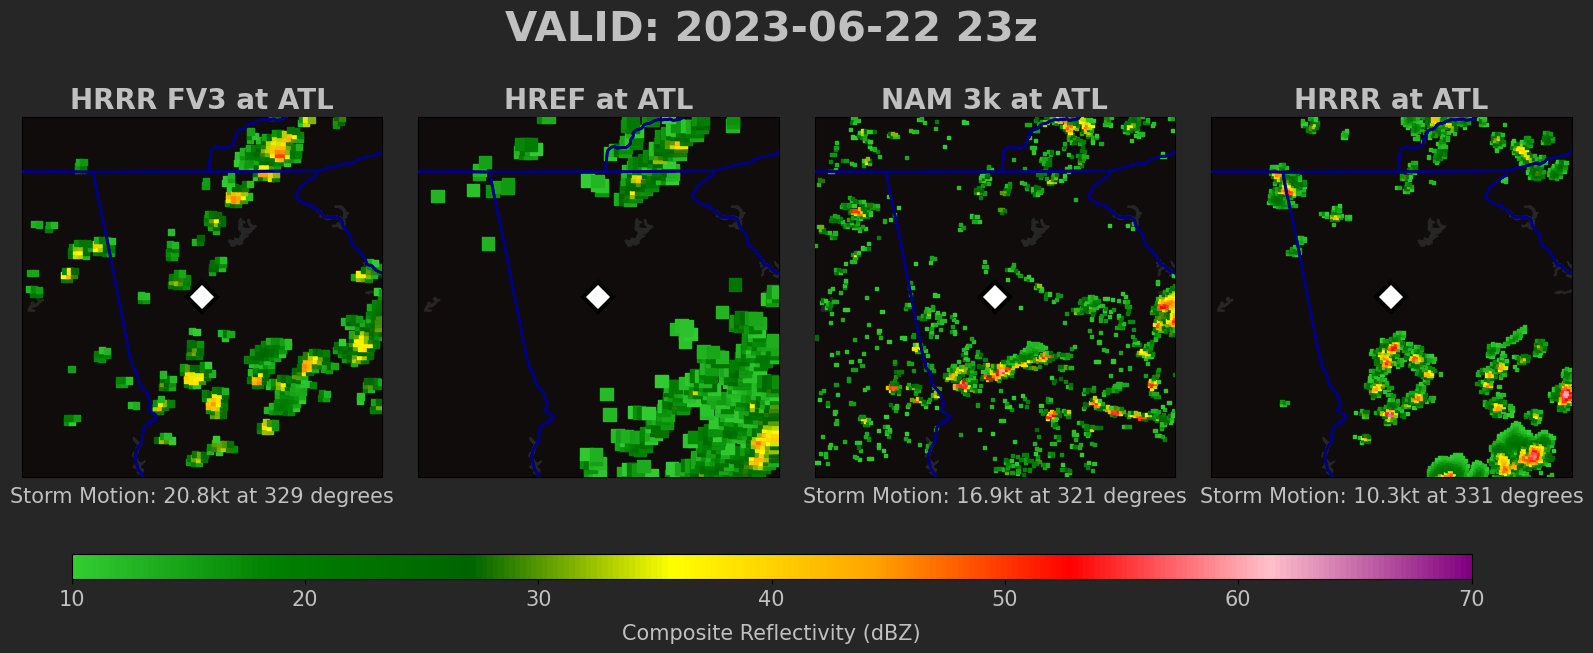 VALID: 2023-06-22 23z
HRRR FV3 at ATL
HREF at ATL
NAM 3k at ATL
HRRR at ATL
Storm Motion: 20.8kt at 329 degrees
Storm Motion: 16.9kt at 321 degrees
Storm Motion: 10.3kt at 331 degrees
10 20 30 40 50 60 70
Composite Reflectivity (dBZ)